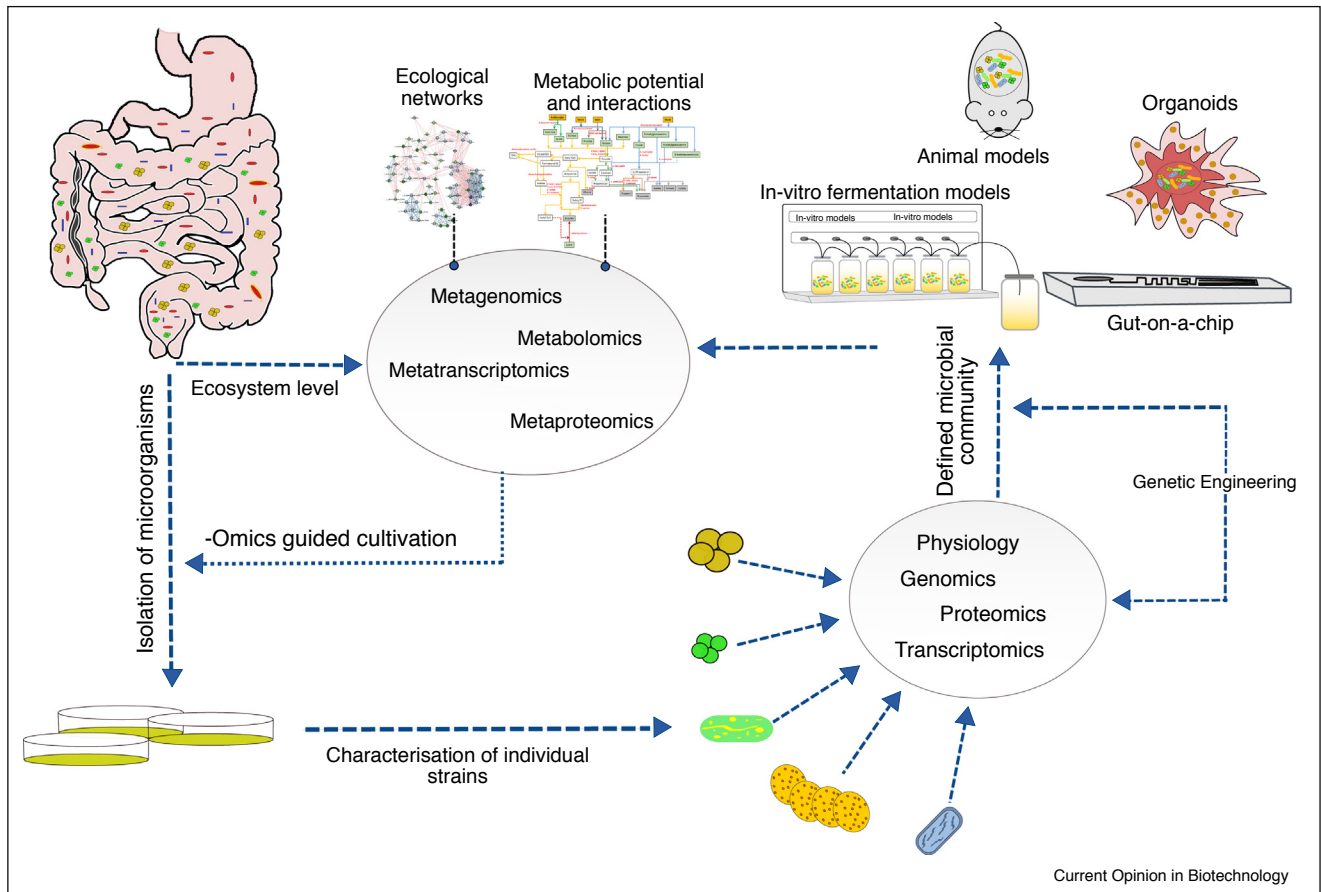 Ecological
networks
Metabolic potential
and interactions
Animal models
Organoids
In-vitro fermentation models
In-vitro models
In-vitro models
Gut-on-a-chip
Metagenomics
Metabolomics
Metatranscriptomics
Metaproteomics
Ecosystem level
Isolation of microorganisms
-Omics guided cultivation
Defined microbial
community
Genetic Engineering
Physiology
Genomics
Proteomics
Transcriptomics
Characterisation of individual
strains
Current Opinion in Biotechnology